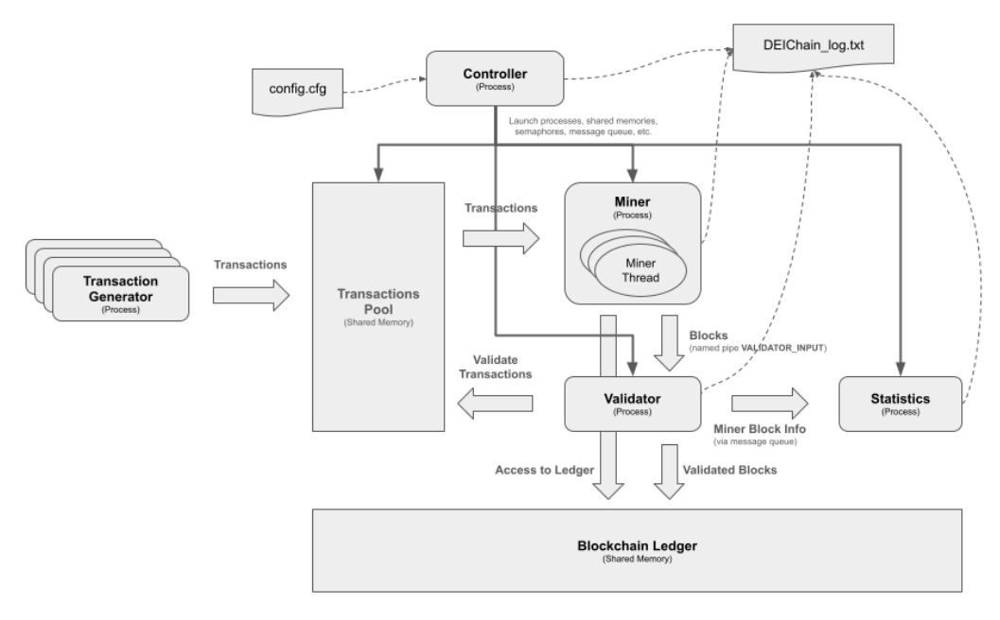 DEIChain_log.txt
config.cfg
Controller
(Process)
Launch processes, shared memories,
semaphores, message queue, etc.
Transactions
Miner
(Process)
Miner
Thread
Transaction
Generator
(Process)
Transactions
Transactions
Pool
(Shared Memory)
Blocks
(named pipe VALIDATOR_INPUT)
Validate
Transactions
Validator
(Process)
Statistics
(Process)
Miner Block Info
(via message queue)
Access to Ledger
Validated Blocks
Blockchain Ledger
(Shared Memory)